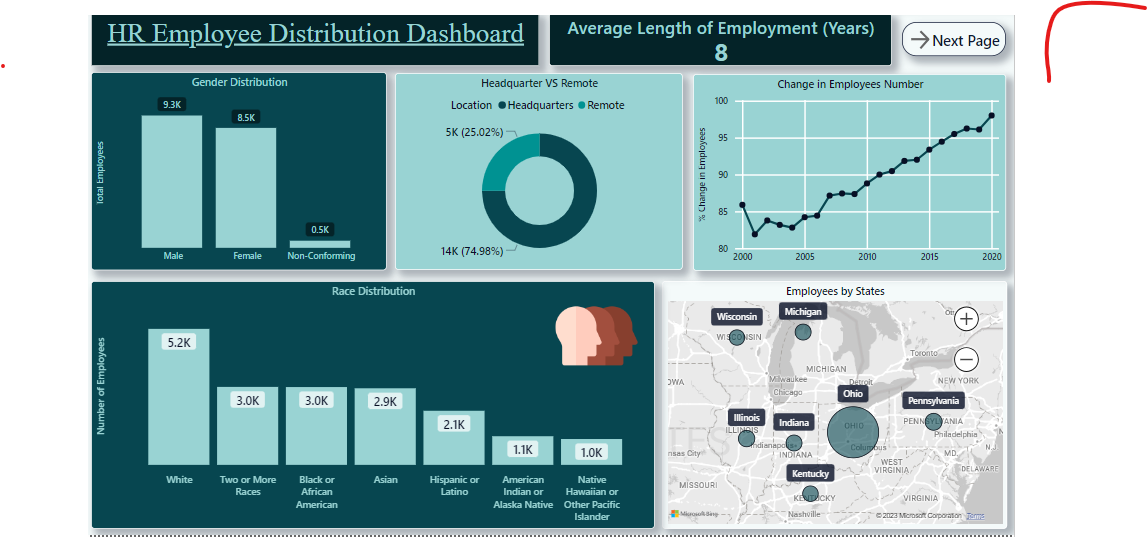 HR Employee Distribution Dashboard
Average Length of Employment (Years)
8
Next Page
Gender Distribution
Total Employees
9.3K
8.5K
0.5K
Male
Female
Non-Conforming
Headquarter VS Remote
Location Headquarters Remote
5K (25.02%)
14K (74.98%)
Change in Employees Number
% Change in Employees
100
95
90
85
80
2000
2005
2010
2015
2020
Race Distribution
Number of Employees
5.2K
3.0K
3.0K
2.9K
2.1K
1.1K
1.0K
White
Two or More
Races
Black or
African
American
Asian
Hispanic or
Latino
American
Indian or
Alaska Native
Native
Hawaiian or
Other Pacific
Islander
Employees by States
Wisconsin
Michigan
WISCONSIN
Toronto
MICHIGAN
Milwaukee
Detroit
NEW YORK
Chicago
Ohio
Pennsylvania
Illinois
Indiana
ILLINOIS
OHIO
PENNSYLVANIA
Philadelphia
Indianapolis
Columbus
INDIANA
MD.
N.J.
WEST
VIRGINIA
DELAWARE
Kentucky
MISSOURI
KENTUCKY
VIRGINIA
Nashville
Microsoft Bing
© 2023 Microsoft Corporation Terms